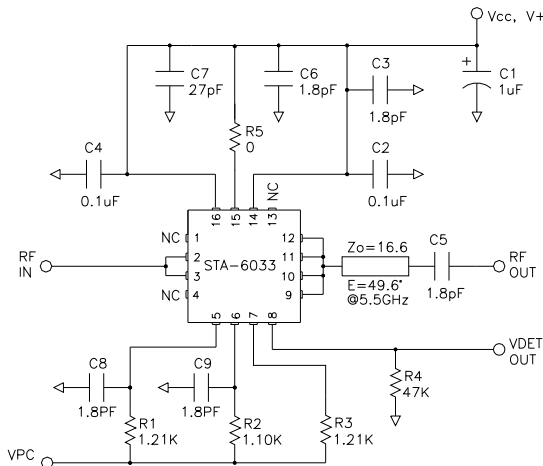 Vcc, V+
C7
27pF
C6
1.8pF
C3
1.8pF
+
C1
1uF
R5
0
C4
0.1uF
C2
0.1uF
16
15
14
13
NC
NC
1
2
3
NC
4
STA-6033
12
11
10
9
5
6
7
8
RF
IN
Zo=16.6
E=49.6°
@5.5GHz
C5
1.8pF
RF
OUT
VDET
OUT
R4
47K
C8
1.8PF
C9
1.8PF
R1
1.21K
R2
1.10K
R3
1.21K
VPC